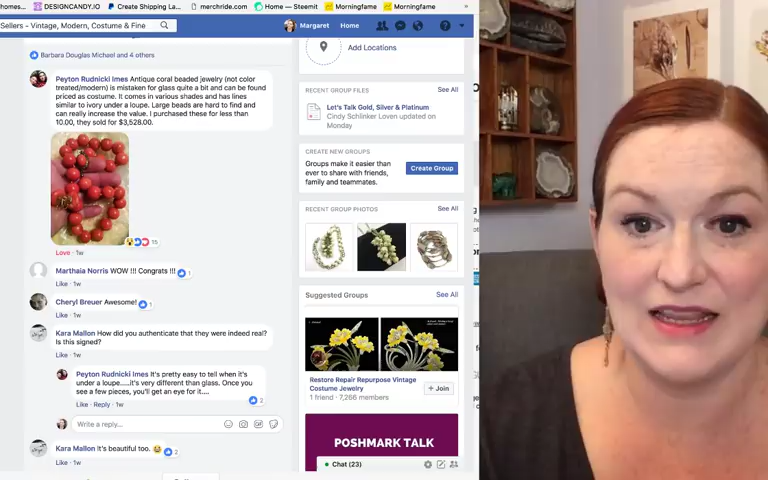 homes...
DESIGNCANDY.IO
Create Shipping La...
merchride.com
Home — Steemit
Morningfame
Morningfame
Sellers - Vintage, Modern, Costume & Fine
Margaret
Home
Barbara Douglas Michael and 4 others
Peyton Rudnicki Imes Antique coral beaded jewelry (not color
treated/modern) is mistaken for glass quite a bit and can be found
priced as costume. It comes in various shades and has lines
similar to ivory under a loupe. Large beads are hard to find and
can really increase the value. I purchased these for less than
10.00, they sold for $3,528.00.
15
Love · 1w
Marthaia Norris WOW !!! Congrats !!!
1
Like · 1w
Cheryl Breuer Awesome!
1
Like · 1w
Kara Mallon How did you authenticate that they were indeed real?
Is this signed?
Like · 1w
Peyton Rudnicki Imes It's pretty easy to tell when it's
under a loupe.....it's very different than glass. Once you
see a few pieces, you'll get an eye for it....
2
Like · Reply · 1w
Write a reply...
Kara Mallon It's beautiful too.
2
Like · 1w
Add Locations
RECENT GROUP FILES
See All
Let's Talk Gold, Silver & Platinum
Cindy Schlinker Loven updated on
Monday
CREATE NEW GROUPS
Groups make it easier than
ever to share with friends,
family and teammates.
Create Group
RECENT GROUP PHOTOS
See All
Suggested Groups
See All
Restore Repair Repurpose Vintage
Costume Jewelry
1 friend · 7,266 members
+ Join
POSHMARK TALK
Chat (23)